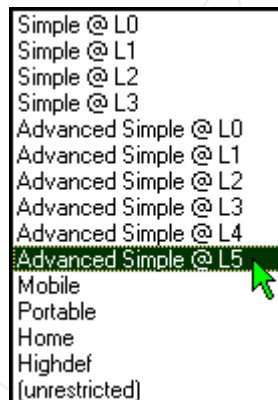 Simple @ L0
Simple @ L1
Simple @ L2
Simple @ L3
Advanced Simple @ L0
Advanced Simple @ L1
Advanced Simple @ L2
Advanced Simple @ L3
Advanced Simple @ L4
Advanced Simple @ L5
Mobile
Portable
Home
Highdef
(unrestricted)